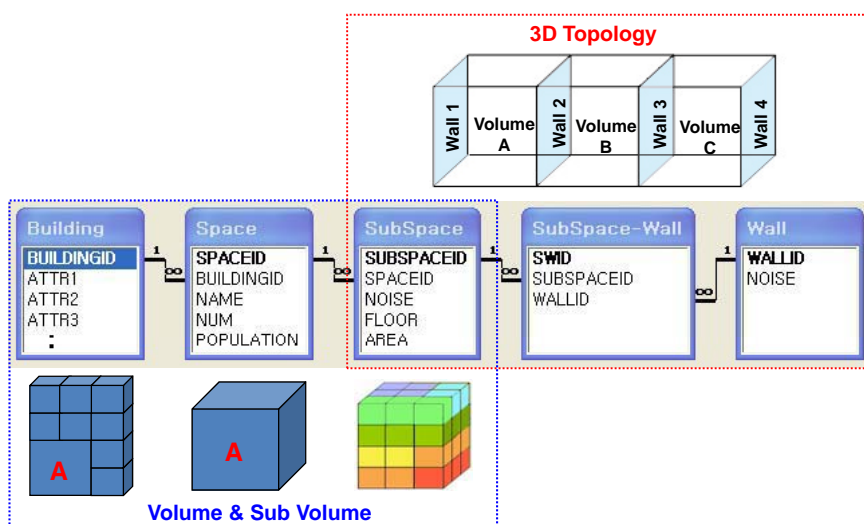 3D Topology
Wall 1
Volume
A
Wall 2
Volume
B
Wall 3
Volume
C
Wall 4
Building
BUILDINGID
ATTR1
ATTR2
ATTR3
:
1
∞
Space
SPACEID
BUILDINGID
NAME
NUM
POPULATION
1
∞
SubSpace
SUBSPACEID
SPACEID
NOISE
FLOOR
AREA
1
∞
SubSpace-Wall
SWID
SUBSPACEID
WALLID
∞
1
Wall
WALLID
NOISE
A
A
Volume & Sub Volume